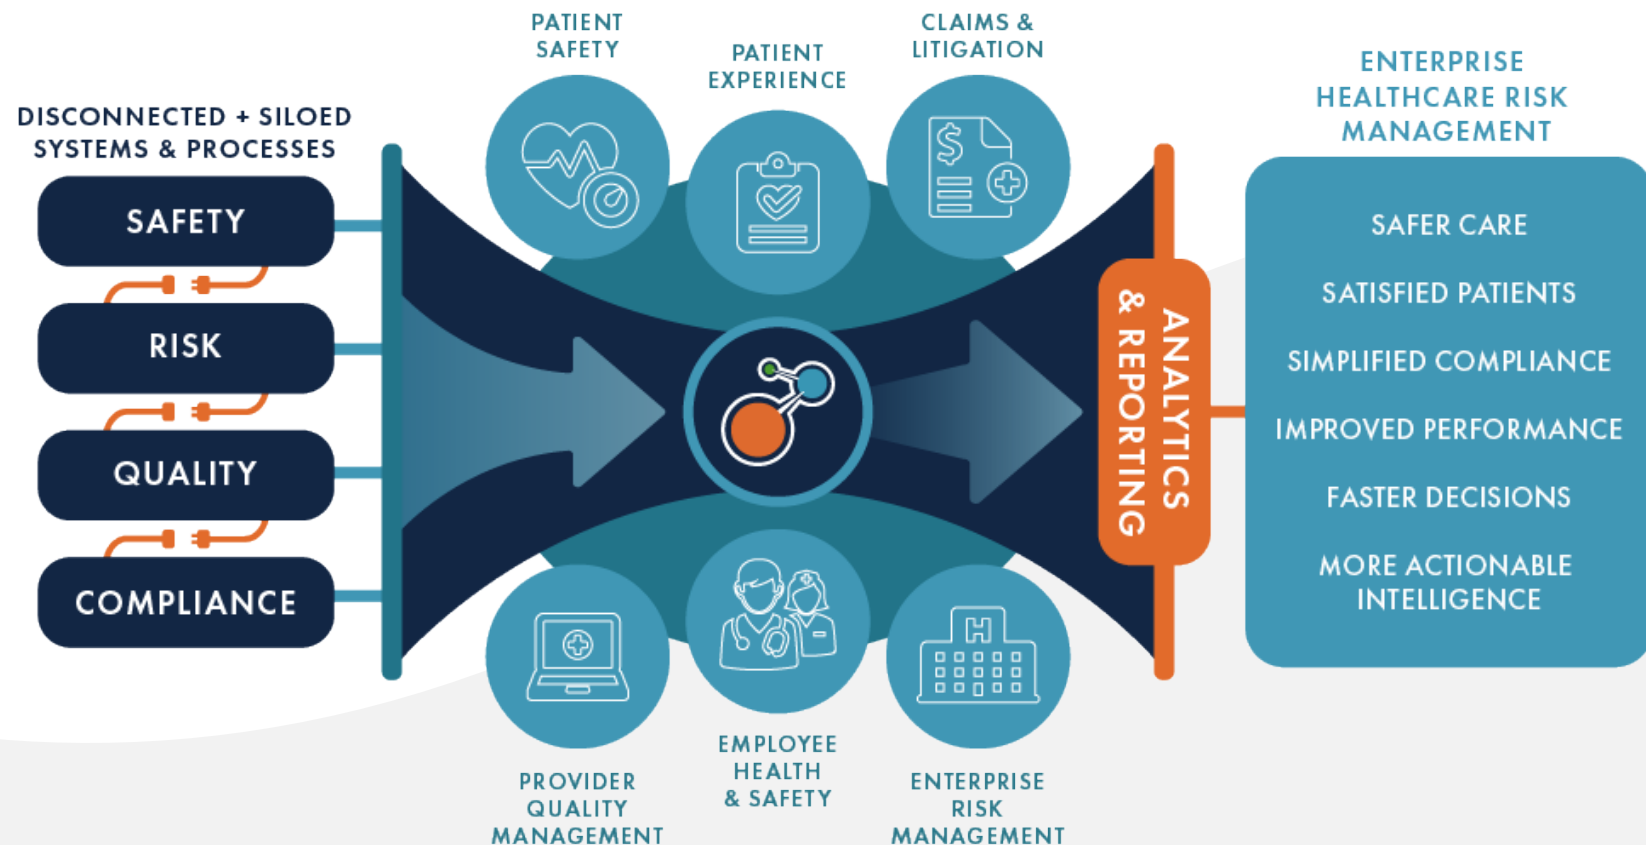 DISCONNECTED + SILOED
SYSTEMS & PROCESSES
SAFETY
RISK
QUALITY
COMPLIANCE
PATIENT
SAFETY
PATIENT
EXPERIENCE
CLAIMS &
LITIGATION
$
H
PROVIDER
QUALITY
MANAGEMENT
EMPLOYEE
HEALTH
& SAFETY
ENTERPRISE
RISK
MANAGEMENT
ANALYTICS
& REPORTING
ENTERPRISE
HEALTHCARE RISK
MANAGEMENT
SAFER CARE
SATISFIED PATIENTS
SIMPLIFIED COMPLIANCE
IMPROVED PERFORMANCE
FASTER DECISIONS
MORE ACTIONABLE
INTELLIGENCE